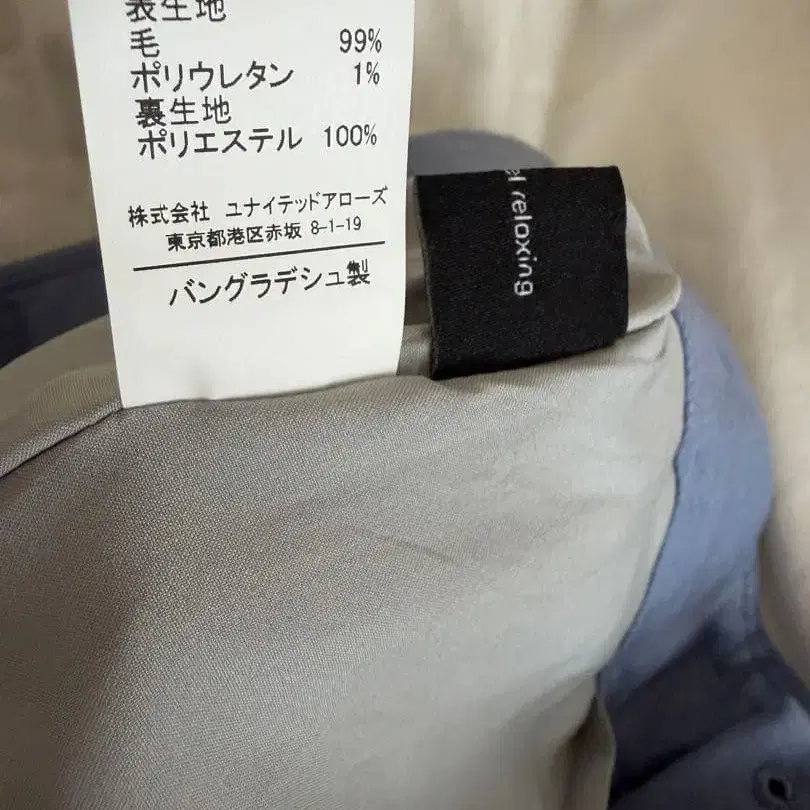 表生地
毛 99%
ポリウレタン 1%
裏生地
ポリエステル 100%
株式会社 ユナイテッドアローズ
東京都港区赤坂 8-1-19
バングラデシュ製
el relaxing